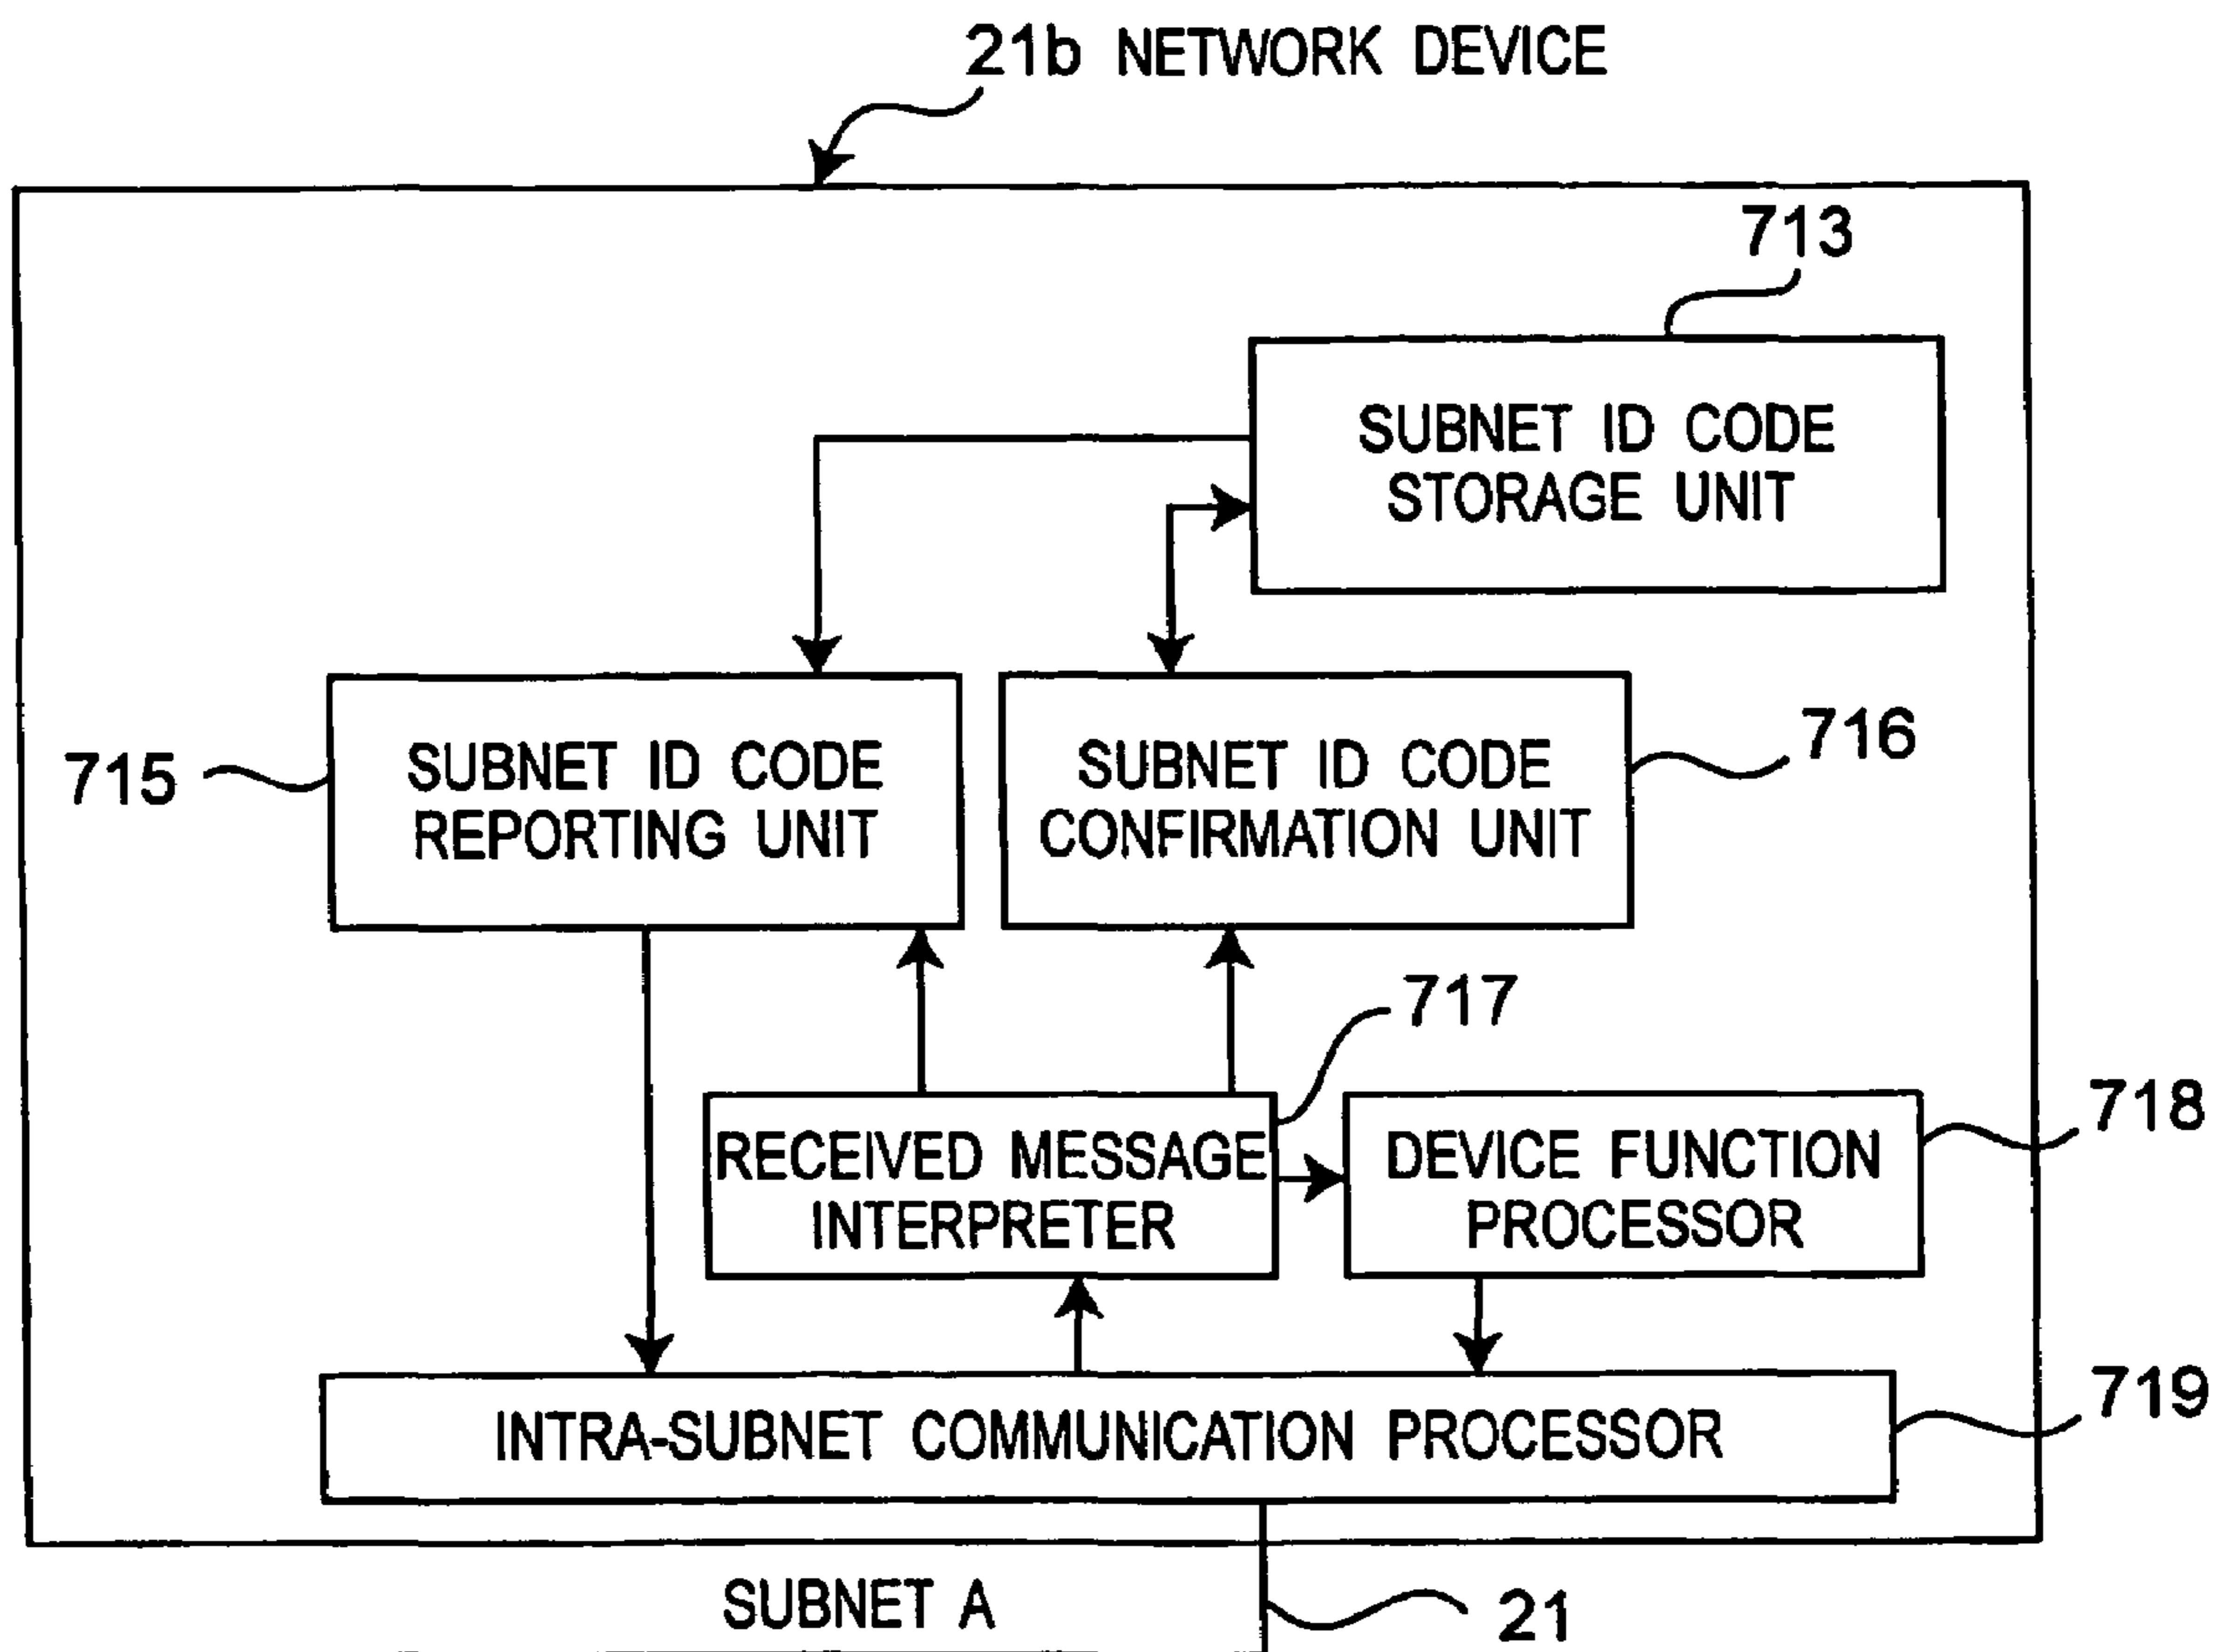 21b NETWORK DEVICE
713
SUBNET ID CODE
STORAGE UNIT
715
SUBNET ID CODE
REPORTING UNIT
SUBNET ID CODE
CONFIRMATION UNIT
716
717
RECEIVED MESSAGE
INTERPRETER
DEVICE FUNCTION
PROCESSOR
718
INTRA-SUBNET COMMUNICATION PROCESSOR
719
SUBNET A
21